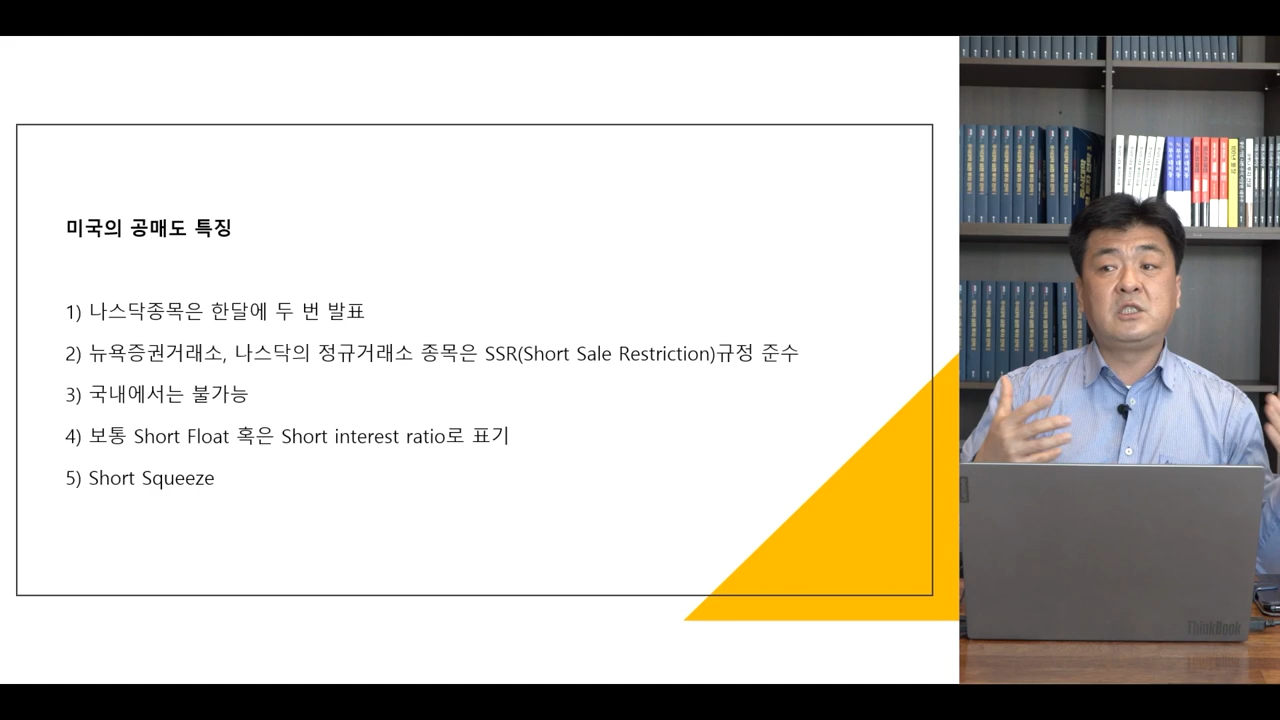 미국의 공매도 특징
1) 나스닥종목은 한달에 두 번 발표
2) 뉴욕증권거래소, 나스닥의 정규거래소 종목은 SSR(Short Sale Restriction)규정 준수
3) 국내에서는 불가능
4) 보통 Short Float 혹은 Short interest ratio로 표기
5) Short Squeeze
ThinkBook